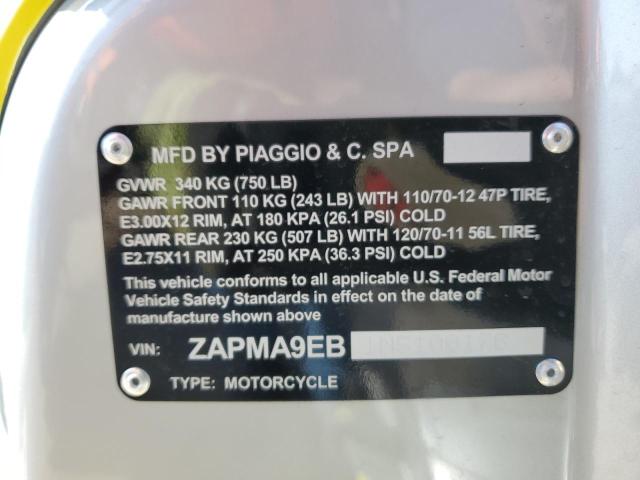 MFD BY PIAGGIO & C. SPA
GVWR 340 KG (750 LB)
GAWR FRONT 110 KG (243 LB) WITH 110/70-12 47P TIRE,
E3.00X12 RIM, AT 180 KPA (26.1 PSI) COLD
GAWR REAR 230 KG (507 LB) WITH 120/70-11 56L TIRE,
E2.75X11 RIM, AT 250 KPA (36.3 PSI) COLD
This vehicle conforms to all applicable U.S. Federal Motor
Vehicle Safety Standards in effect on the date of
manufacture shown above
VIN: ZAPMA9EB
TYPE: MOTORCYCLE